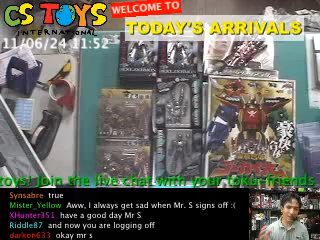 CS TOYS
INTERNATIONAL
WELCOME TO
TODAY'S ARRIVALS
11/06/24 11:52
toys! Join the live chat with your toku-friends
Synsabre true
Mister_Yellow Aww, I always get sad when Mr. S signs off :(
XHunter351 have a good day Mr S
Riddle87 and now you are logging off
darkon633 okay mr s